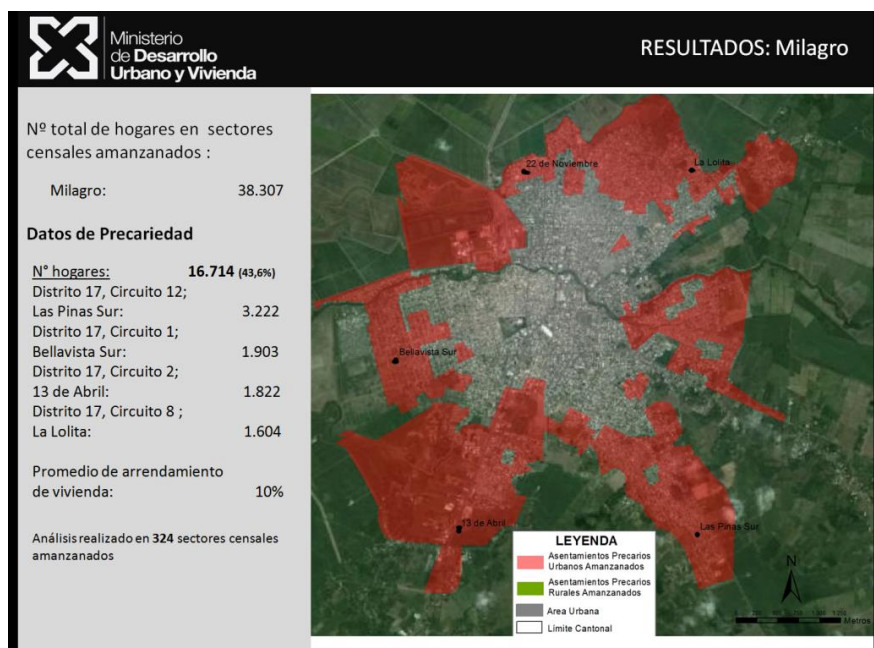 Ministerio
de Desarrollo
Urbano y Vivienda
RESULTADOS: Milagro
Nº total de hogares en sectores
censales amanzanados :
Milagro: 38.307
Datos de Precariedad
N° hogares: 16.714 (43,6%)
Distrito 17, Circuito 12;
Las Pinas Sur: 3.222
Distrito 17, Circuito 1;
Bellavista Sur: 1.903
Distrito 17, Circuito 2;
13 de Abril: 1.822
Distrito 17, Circuito 8 ;
La Lolita: 1.604
Promedio de arrendamiento
de vivienda: 10%
Análisis realizado en 324 sectores censales
amanzanados
22 de Noviembre
La Lolita
Bellavista Sur
13 de Abril
Las Pinas Sur
LEYENDA
Asentamientos Precarios
Urbanos Amanzanados
Asentamientos Precarios
Rurales Amanzanados
Area Urbana
Limite Cantonal
N
Metros